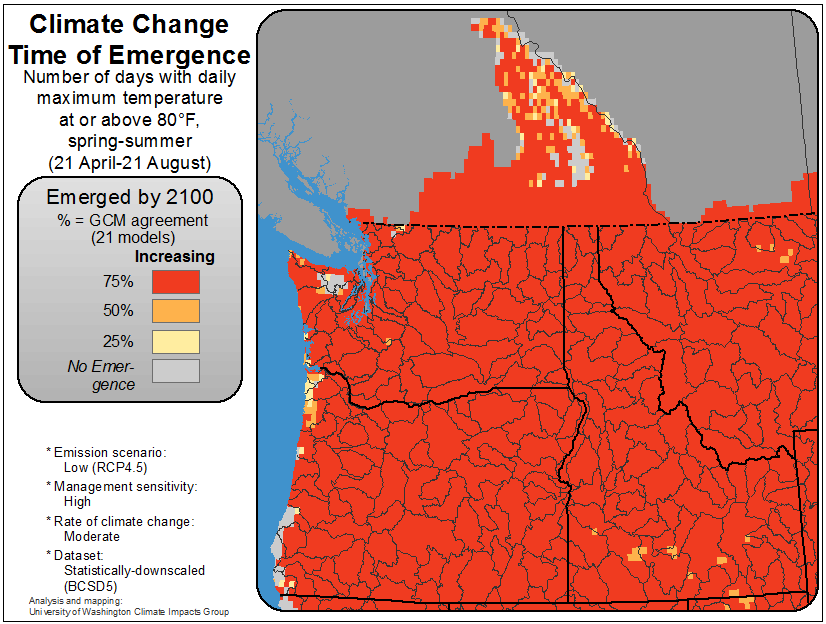 Climate Change
Time of Emergence
Number of days with daily
maximum temperature
at or above 80°F,
spring-summer
(21 April-21 August)
Emerged by 2100
% = GCM agreement
(21 models)
Increasing
75%
50%
25%
No Emer-
gence
* Emission scenario:
Low (RCP4.5)
* Management sensitivity:
High
* Rate of climate change:
Moderate
* Dataset:
Statistically-downscaled
(BCSD5)
Analysis and mapping:
University of Washington Climate Impacts Group